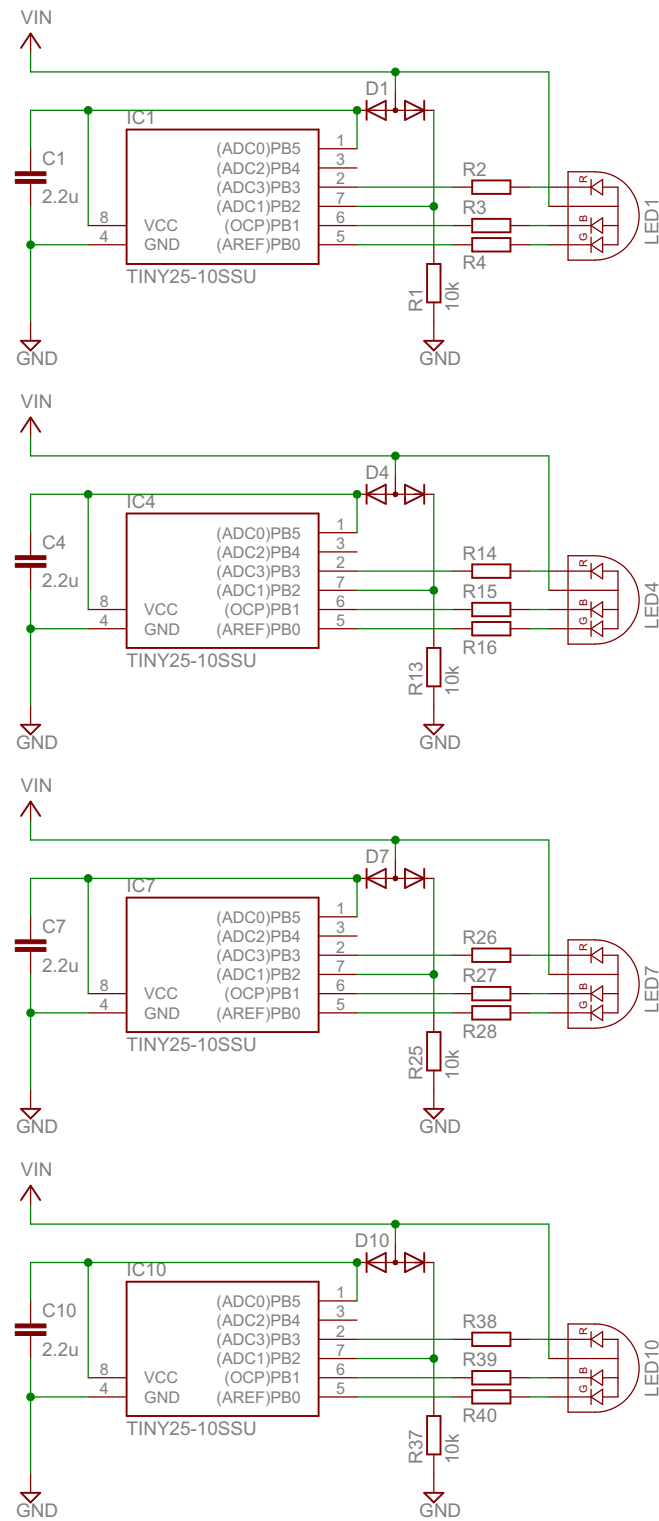 VIN
D1
IC1
C1
2.2u
(ADC0)PB5 1
(ADC2)PB4 3
(ADC3)PB3 2
(ADC1)PB2 7
(OCP)PB1 6
(AREF)PB0 5
8 VCC
4 GND
TINY25-10SSU
R2
R3
R4
R
B
G
LED1
R1
10k
GND
GND
VIN
D4
IC4
C4
2.2u
(ADC0)PB5 1
(ADC2)PB4 3
(ADC3)PB3 2
(ADC1)PB2 7
(OCP)PB1 6
(AREF)PB0 5
8 VCC
4 GND
TINY25-10SSU
R14
R15
R16
R
B
G
LED4
R13
10k
GND
GND
VIN
D7
IC7
C7
2.2u
(ADC0)PB5 1
(ADC2)PB4 3
(ADC3)PB3 2
(ADC1)PB2 7
(OCP)PB1 6
(AREF)PB0 5
8 VCC
4 GND
TINY25-10SSU
R26
R27
R28
R
B
G
LED7
R25
10k
GND
GND
VIN
D10
IC10
C10
2.2u
(ADC0)PB5 1
(ADC2)PB4 3
(ADC3)PB3 2
(ADC1)PB2 7
(OCP)PB1 6
(AREF)PB0 5
8 VCC
4 GND
TINY25-10SSU
R38
R39
R40
R
B
G
LED10
R37
10k
GND
GND